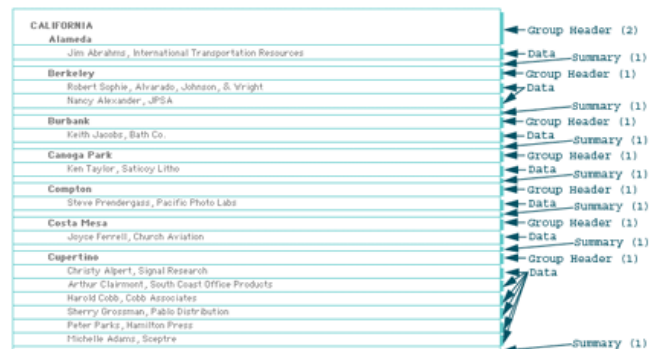 CALIFORNIA
Group Header (2)
Alameda
Jim Abrahms, International Transportation Resources
Data
Summary (1)
Berkeley
Group Header (1)
Robert Sophie, Alvarado, Johnson, & Wright
Data
Nancy Alexander, JPSA
Summary (1)
Burbank
Group Header (1)
Keith Jacobs, Bath Co.
Data
Summary (1)
Canoga Park
Group Header (1)
Ken Taylor, Saticoy Litho
Data
Summary (1)
Compton
Group Header (1)
Steve Prendergass, Pacific Photo Labs
Data
Summary (1)
Costa Mesa
Group Header (1)
Joyce Ferrell, Church Aviation
Data
Summary (1)
Cupertino
Group Header (1)
Christy Alpert, Signal Research
Data
Arthur Clairmont, South Coast Office Products
Harold Cobb, Cobb Associates
Sherry Grossman, Pablo Distribution
Peter Parks, Hamilton Press
Michelle Adams, Sceptre
Summary (1)